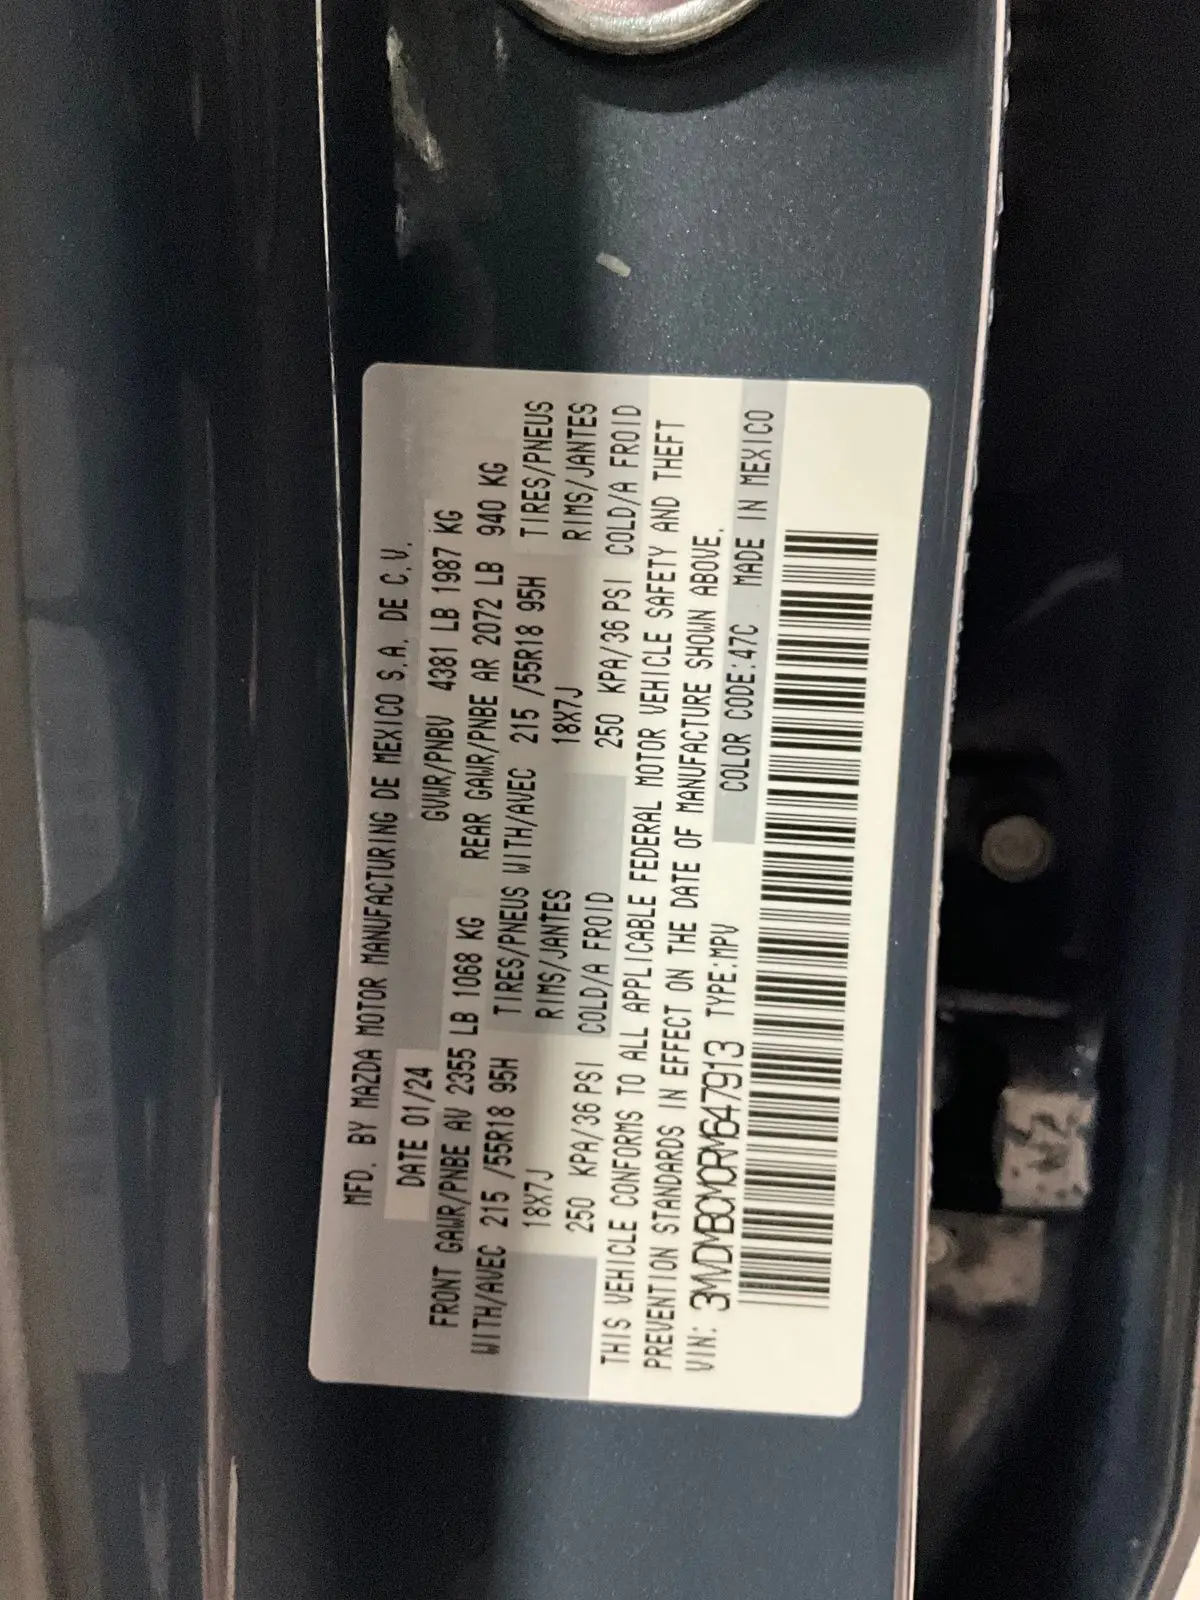 MFD. BY MAZDA MOTOR MANUFACTURING DE MEXICO S.A. DE C.V.
DATE 01/24 GVWR/PNBV 4381 LB 1987 KG
FRONT GAWR/PNBE AV 2355 LB 1068 KG REAR GAWR/PNBE AR 2072 LB 940 KG
WITH/AVEC 215 /55R18 95H TIRES/PNEUS WITH/AVEC 215 /55R18 95H TIRES/PNEUS
18X7J RIMS/JANTES 18X7J RIMS/JANTES
250 KPA/36 PSI COLD/A FROID 250 KPA/36 PSI COLD/A FROID
THIS VEHICLE CONFORMS TO ALL APPLICABLE FEDERAL MOTOR VEHICLE SAFETY AND THEFT
PREVENTION STANDARDS IN EFFECT ON THE DATE OF MANUFACTURE SHOWN ABOVE.
VIN: 3MVDMBCM0RM647913 TYPE:MPV COLOR CODE:47C MADE IN MEXICO